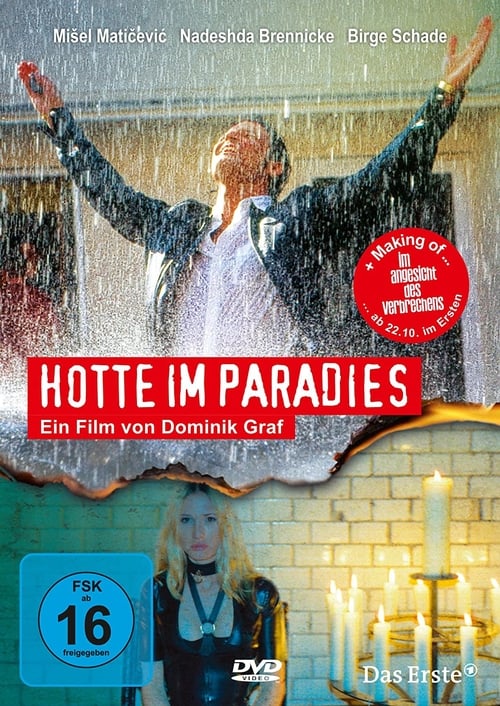 Mišel Matičević Nadeshda Brennicke Birge Schade
+ Making of...
im
angesicht
des
verbrechens
... ab 22.10. im Ersten
HOTTE IM PARADIES
Ein Film von Dominik Graf
FSK
ab
16
freigegeben
DVD
VIDEO
Das Erste